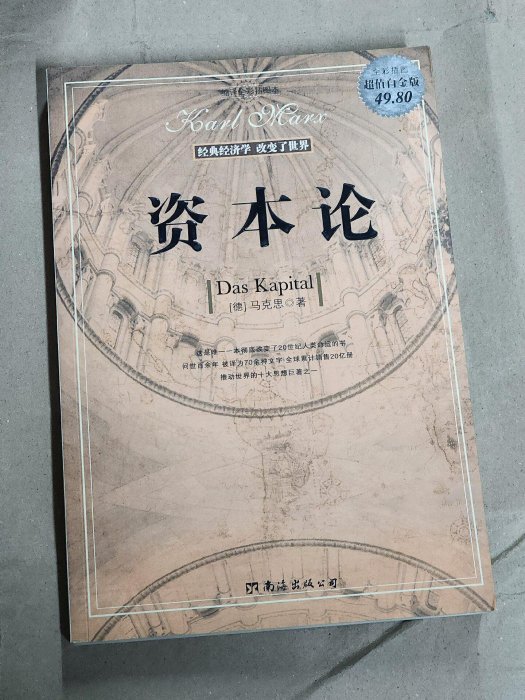 全彩插图
超值白金版
49.80
Karl Marx
经典经济学 改变了世界
资本论
Das Kapital
[德]马克思◎著
这是唯一一本彻底改变了20世纪人类命运的书
问世百余年 被译为70余种文字 全球累计销售20亿册
推动世界的十大思想巨著之一
南海出版公司